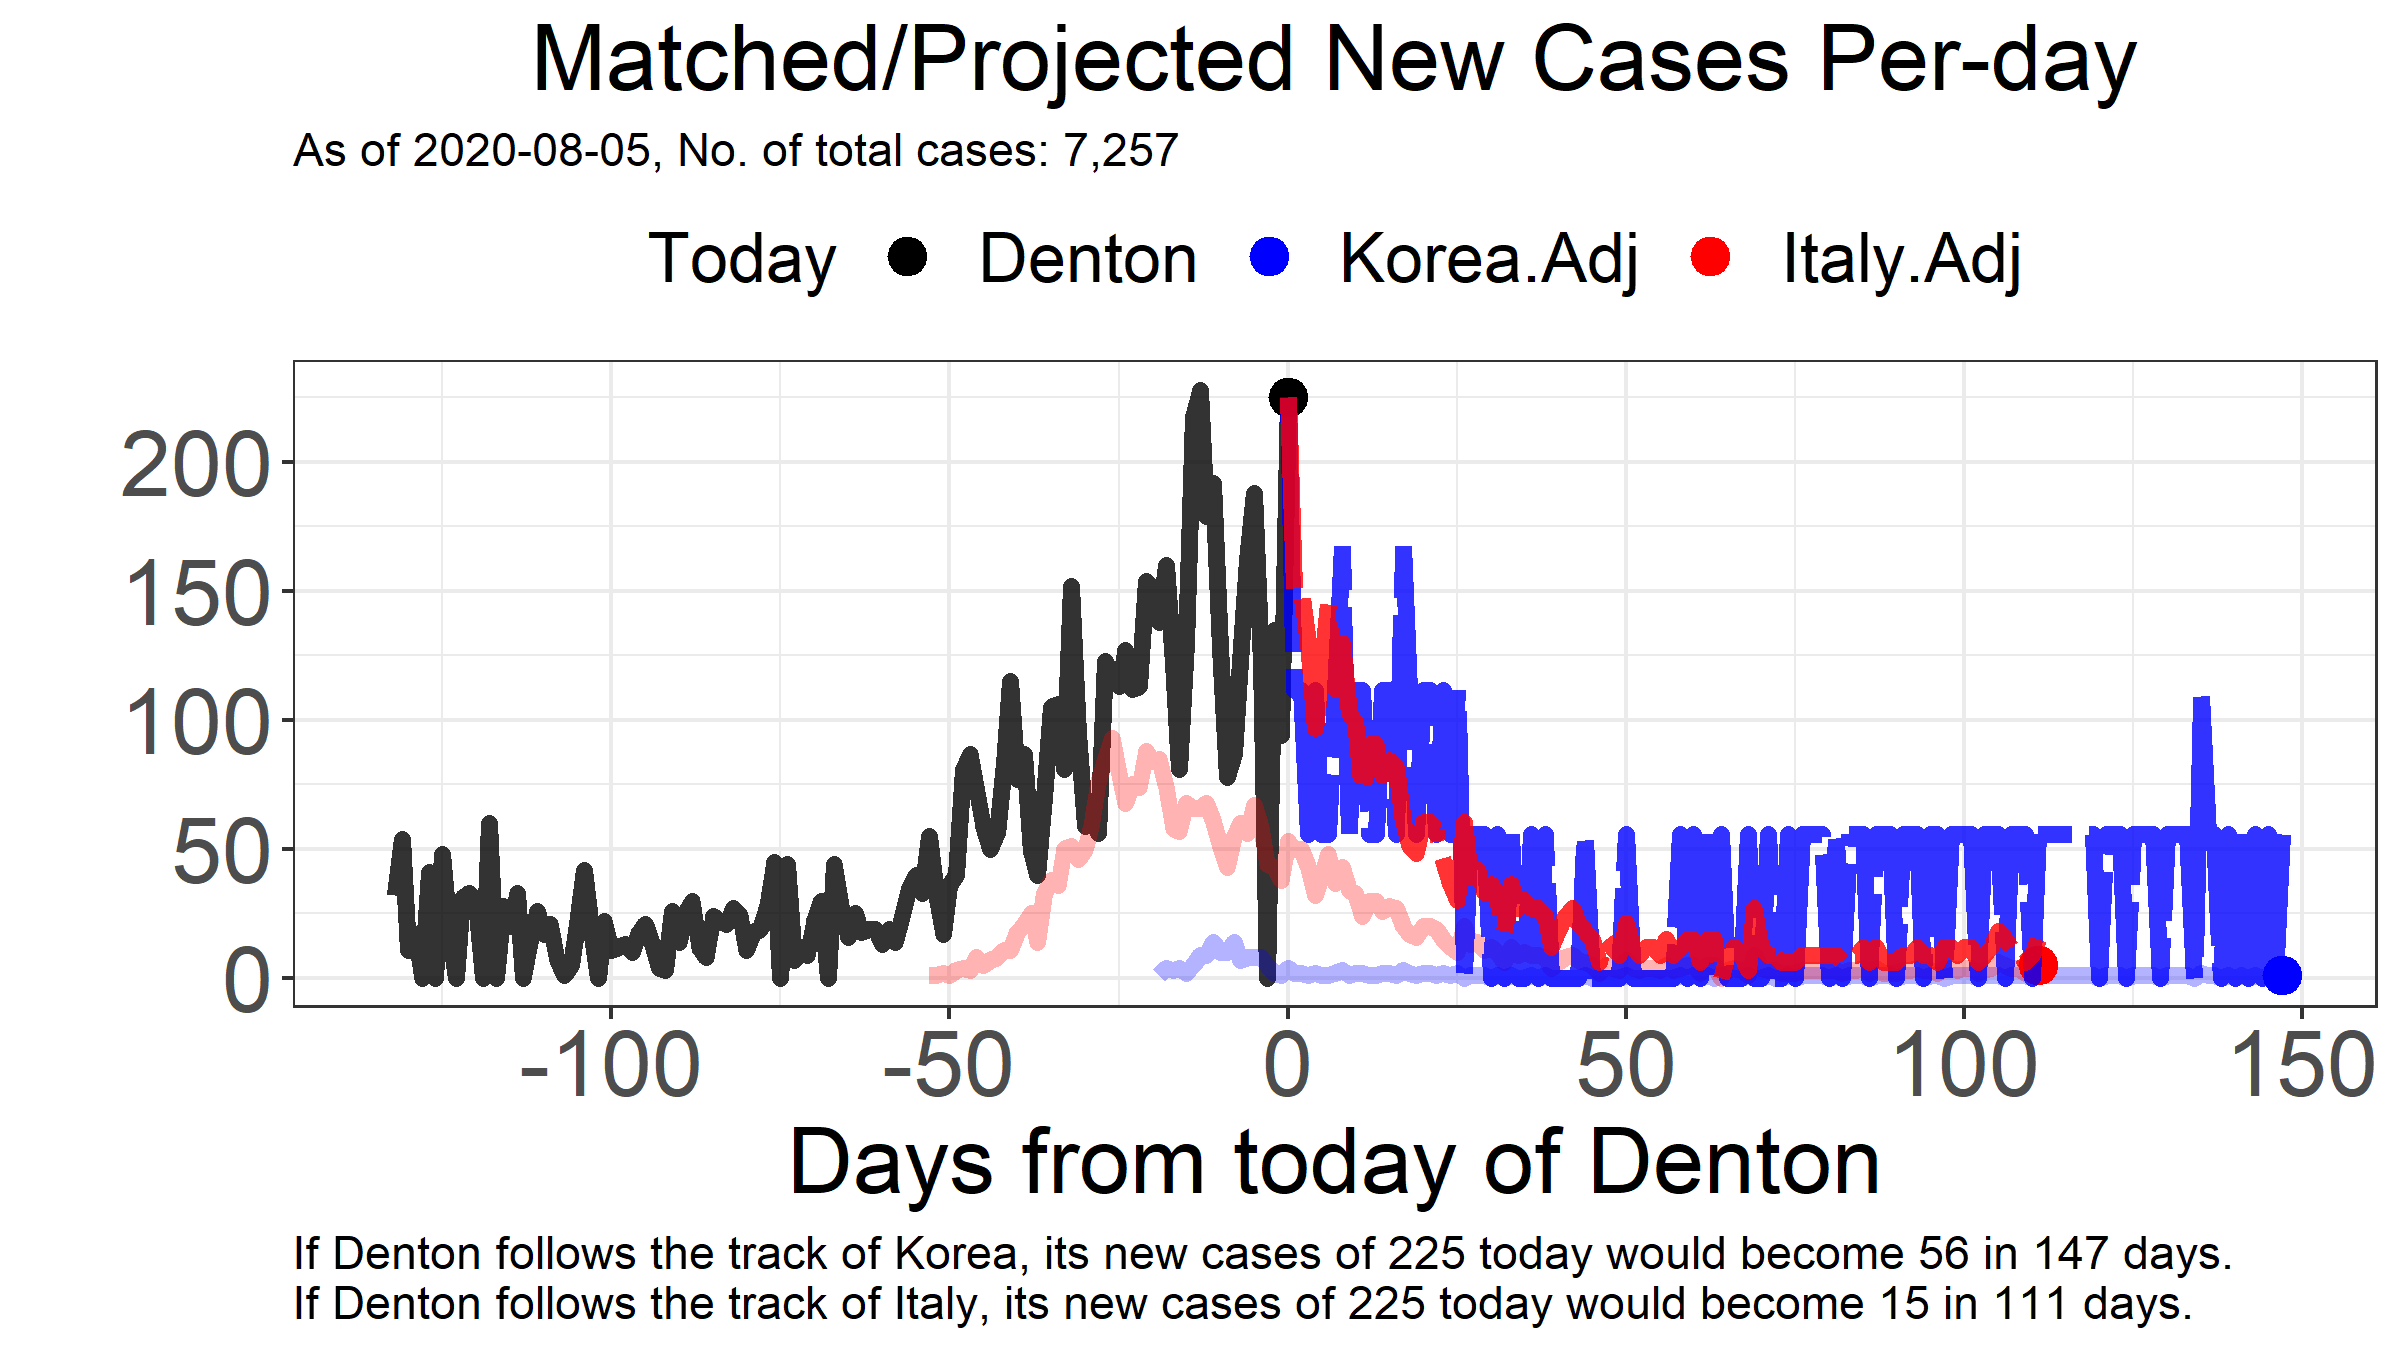 Matched/Projected New Cases Per-day
As of 2020-08-05, No. of total cases: 7,257
Today Denton Korea.Adj Italy.Adj
200
150
100
50
0
-100 -50 0 50 100 150
Days from today of Denton
If Denton follows the track of Korea, its new cases of 225 today would become 56 in 147 days.
If Denton follows the track of Italy, its new cases of 225 today would become 15 in 111 days.